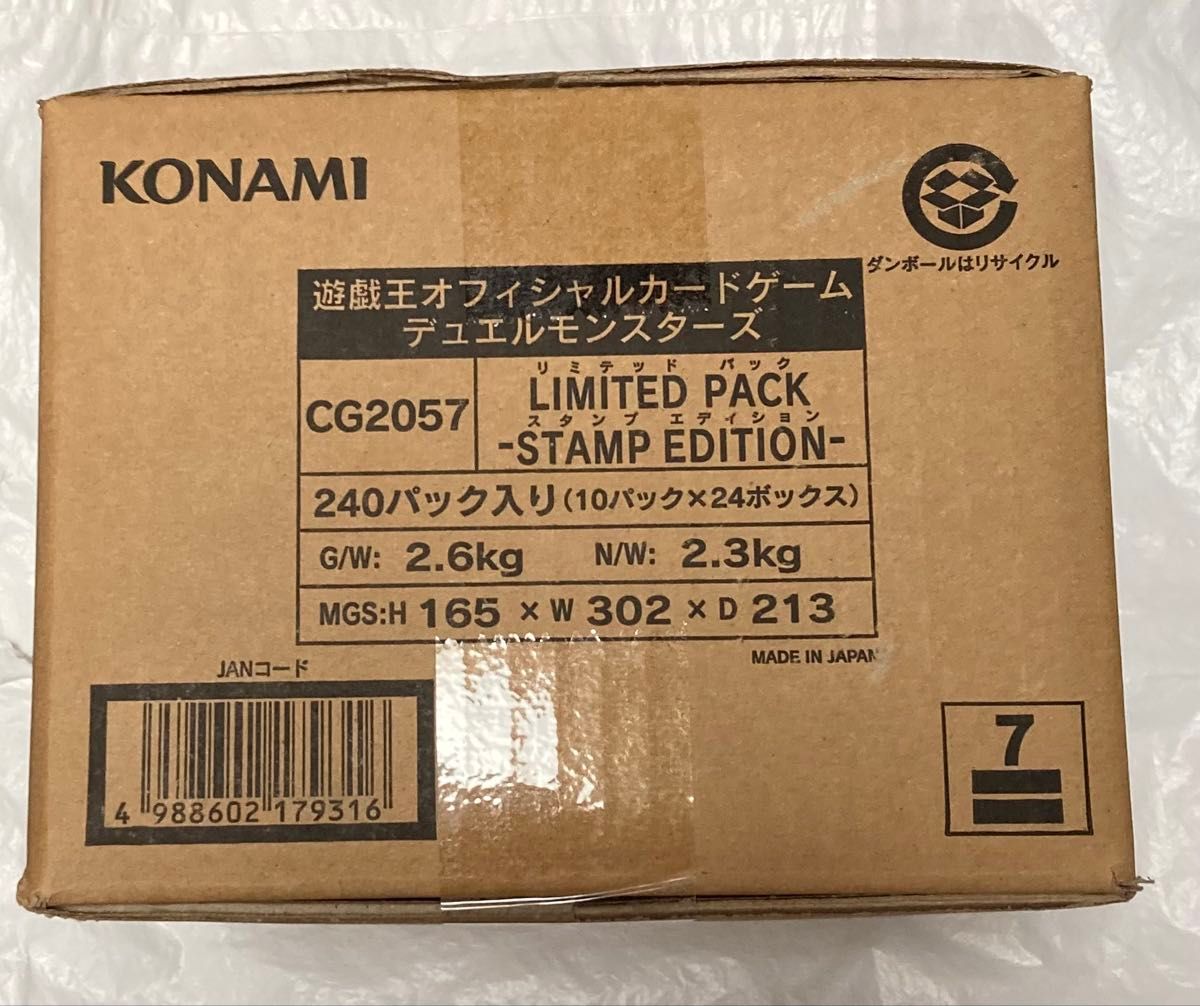 KONAMI
ダンボールはリサイクル
遊戯王オフィシャルカードゲーム
デュエルモンスターズ
CG2057
リミテッド パック
LIMITED PACK
スタンプ エディション
-STAMP EDITION-
240パック入り(10パック×24ボックス)
G/W: 2.6kg N/W: 2.3kg
MGS:H 165 × W 302 × D 213
MADE IN JAPAN
JANコード
4 988602 179316
7